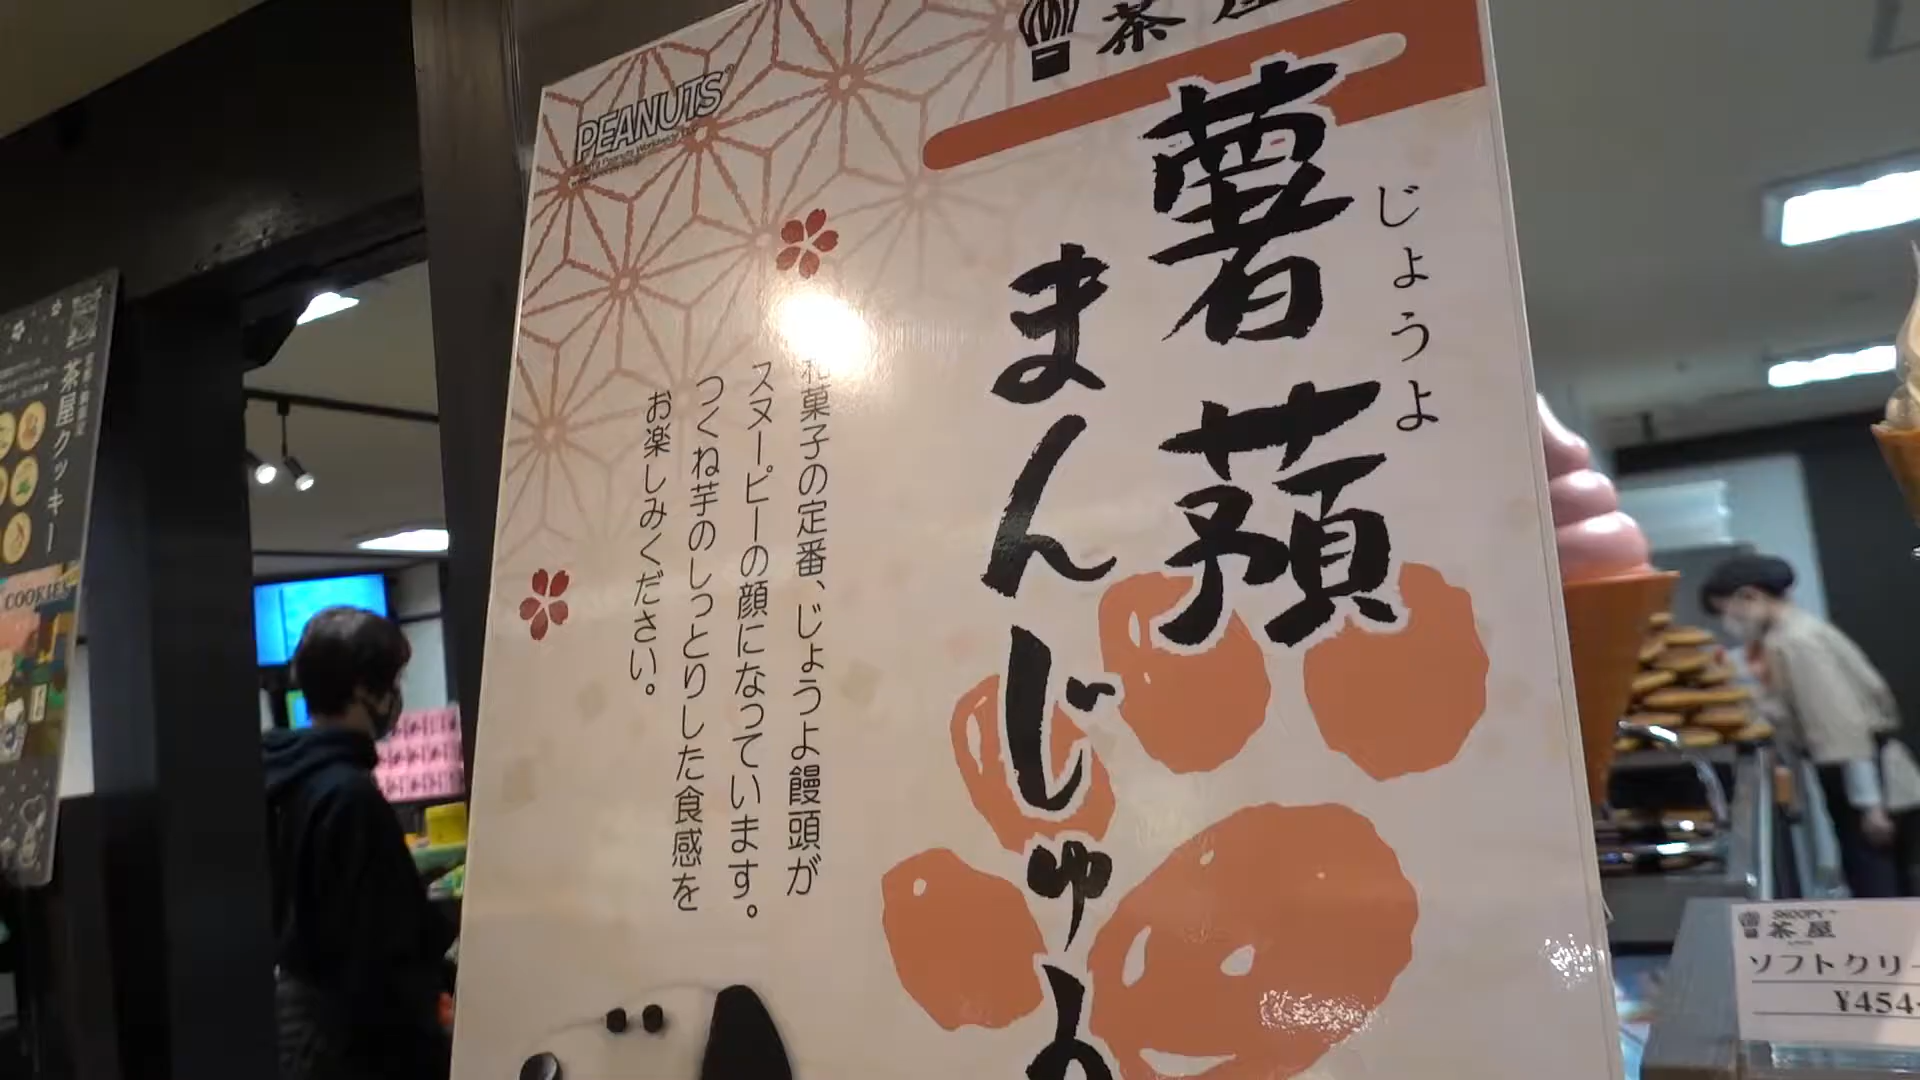 茶屋
薯蕷
じょうよ
まんじゅう
PEANUTS
和菓子の定番、じょうよ饅頭が
スヌーピーの顔になっています。
つくね芋のしっとりした食感を
お楽しみください。
茶屋クッキー
COOKIES
SNOOPY
茶屋
ソフトクリー
¥454